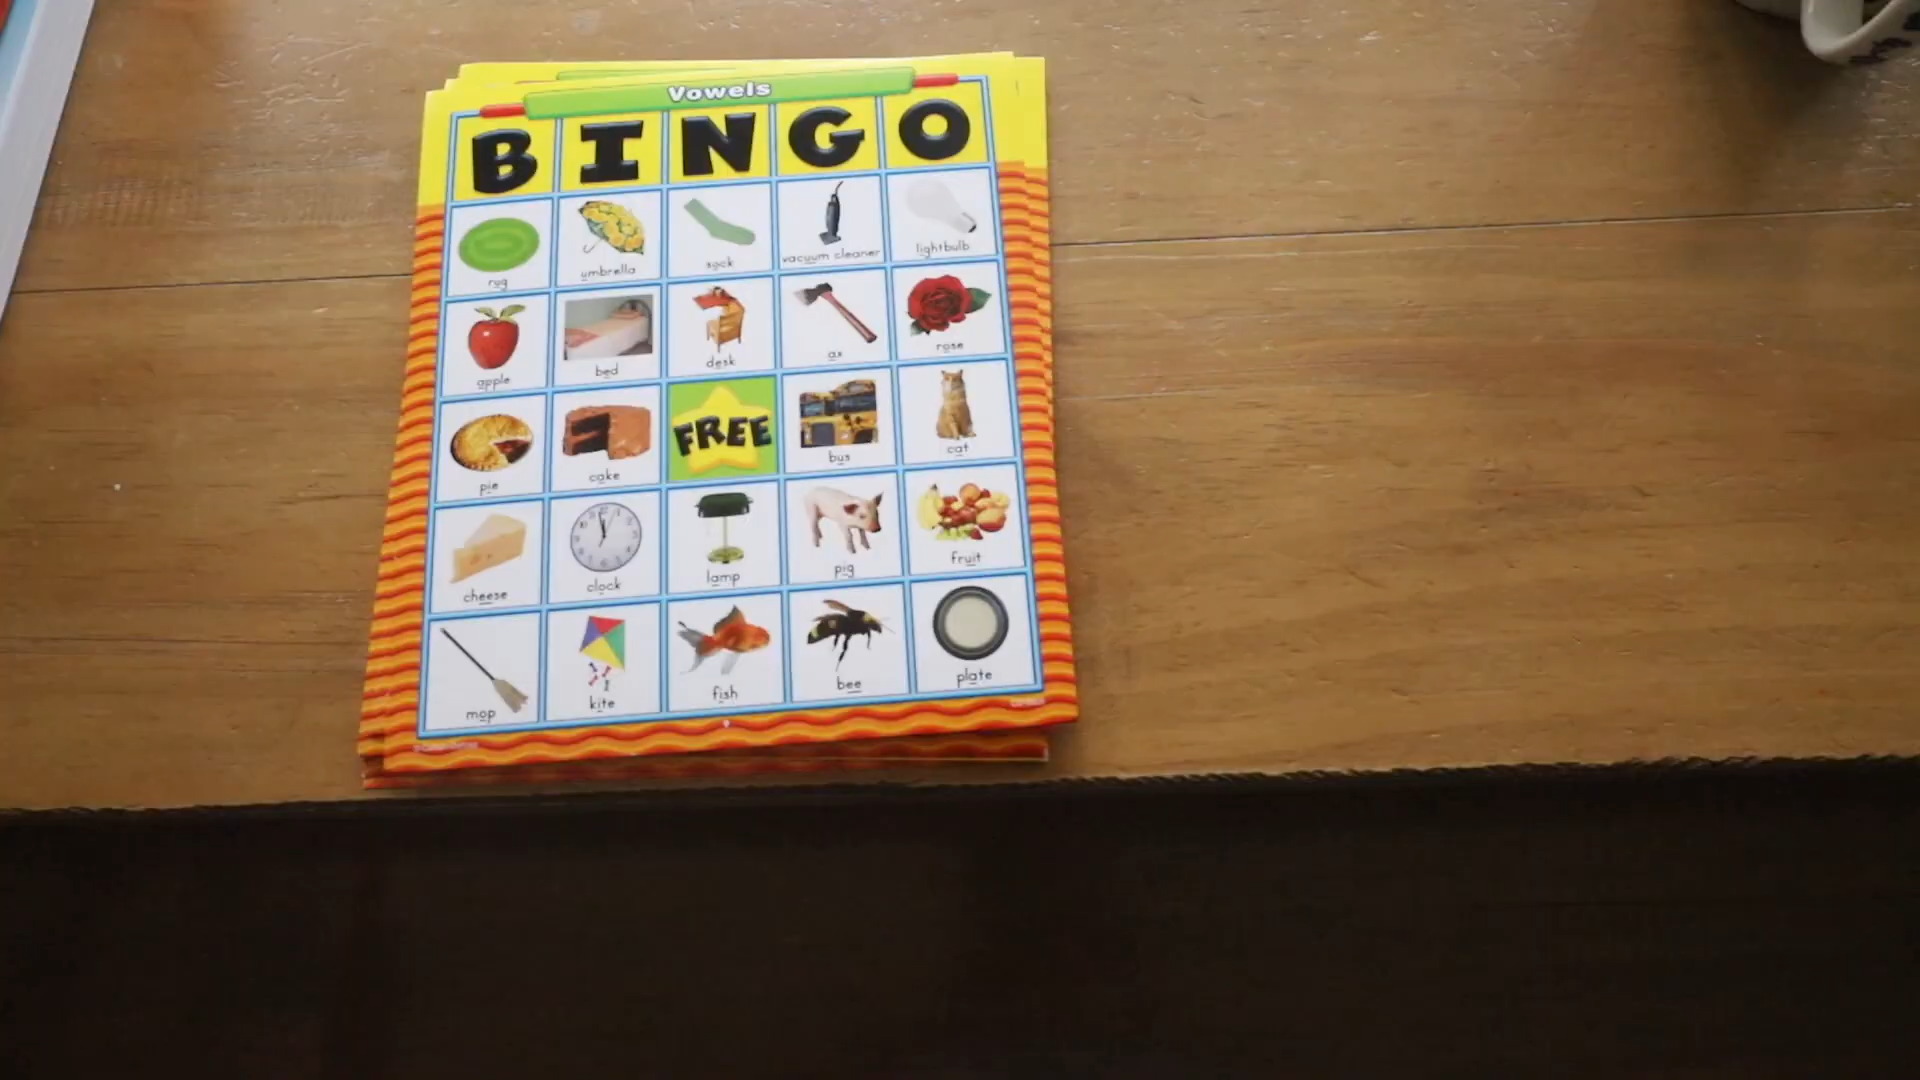 Vowels
BINGO
rug umbrella sock vacuum cleaner lightbulb
apple bed desk ax rose
pie cake FREE bus cat
cheese clock lamp pig fruit
mop kite fish bee plate